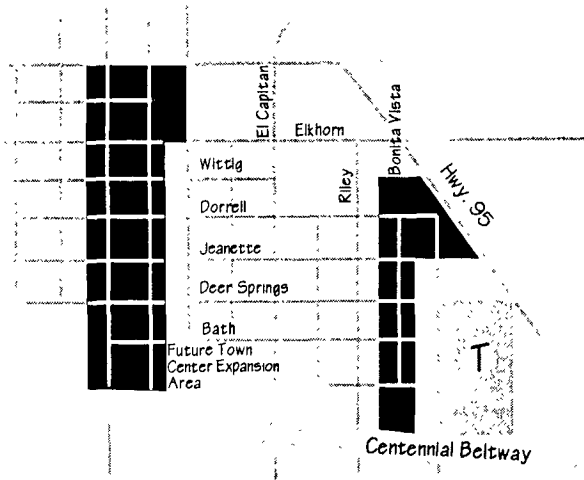 El Capitan
Bonita Vista
Elkhorn
Wittig
Hwy. 95
Riley
Dorrell
Jeanette
Deer Springs
Bath
Future Town
Center Expansion
Area
T
Centennial Beltway